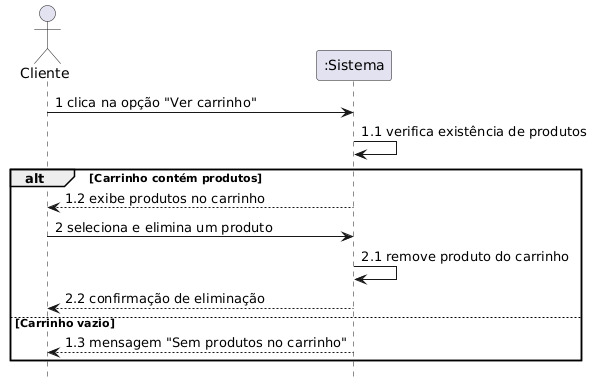 Cliente
:Sistema
1 clica na opção "Ver carrinho"
1.1 verifica existência de produtos
alt [Carrinho contém produtos]
1.2 exibe produtos no carrinho
2 seleciona e elimina um produto
2.1 remove produto do carrinho
2.2 confirmação de eliminação
[Carrinho vazio]
1.3 mensagem "Sem produtos no carrinho"